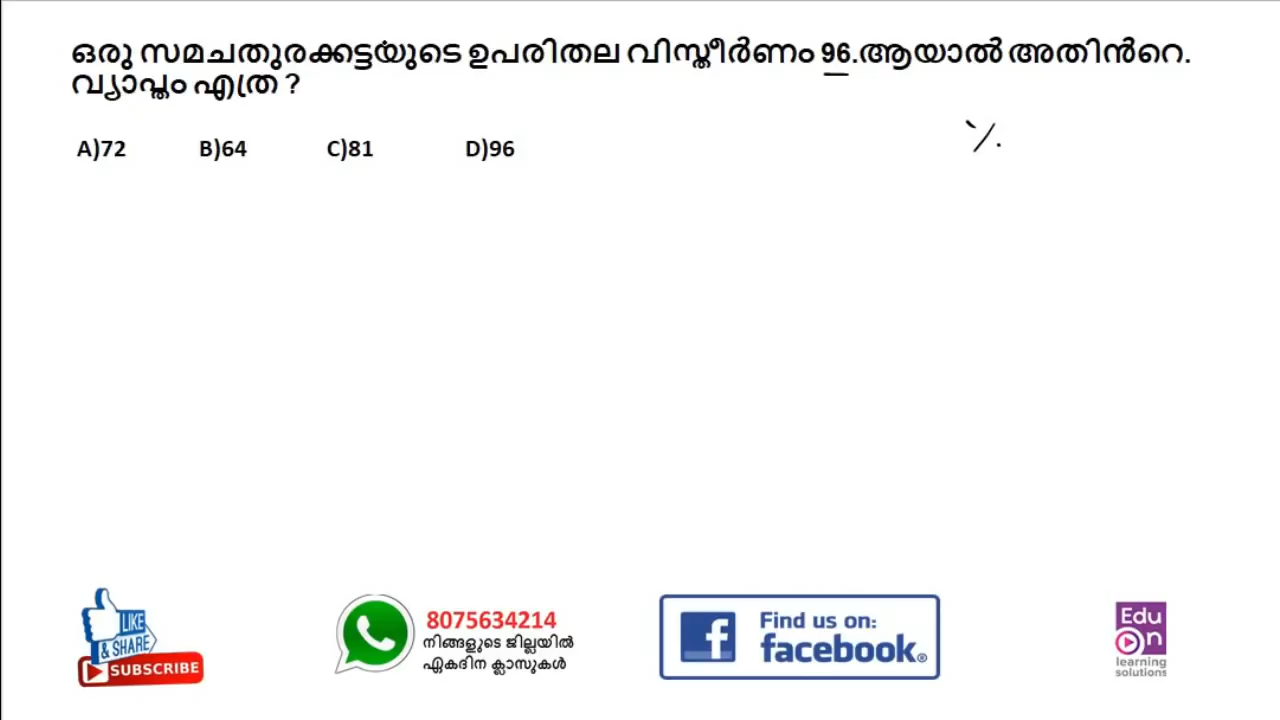 ഒരു സമചതുരക്കട്ടയുടെ ഉപരിതല വിസ്തീർണം 96.ആയാൽ അതിൻറെ.
വ്യാപ്തം എത്ര ?
A)72 B)64 C)81 D)96
LIKE
& SHARE
SUBSCRIBE
8075634214
നിങ്ങളുടെ ജില്ലയിൽ
ഏകദിന ക്ലാസുകൾ
Find us on:
facebook®
Edu
On
learning
solutions